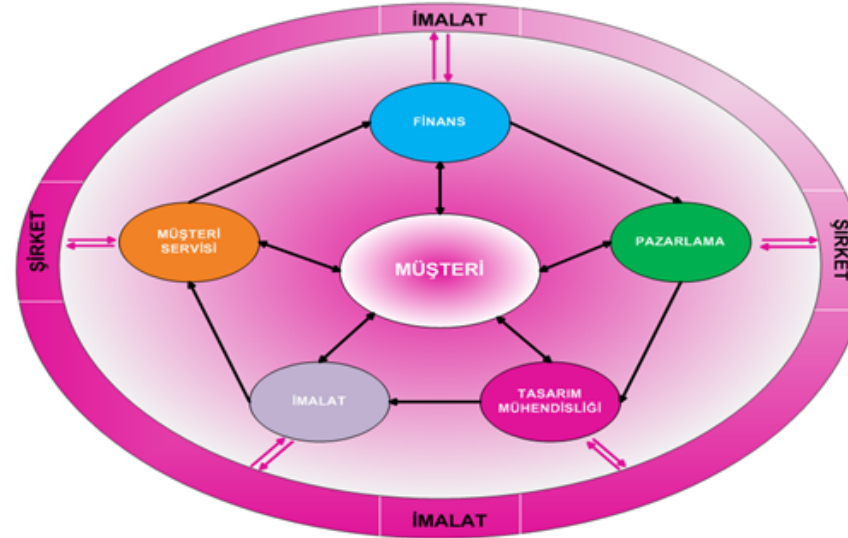 İMALAT
FİNANS
ŞİRKET
MÜŞTERİ
SERVİSİ
MÜŞTERİ
PAZARLAMA
ŞİRKET
İMALAT
TASARIM
MÜHENDİSLİĞİ
İMALAT